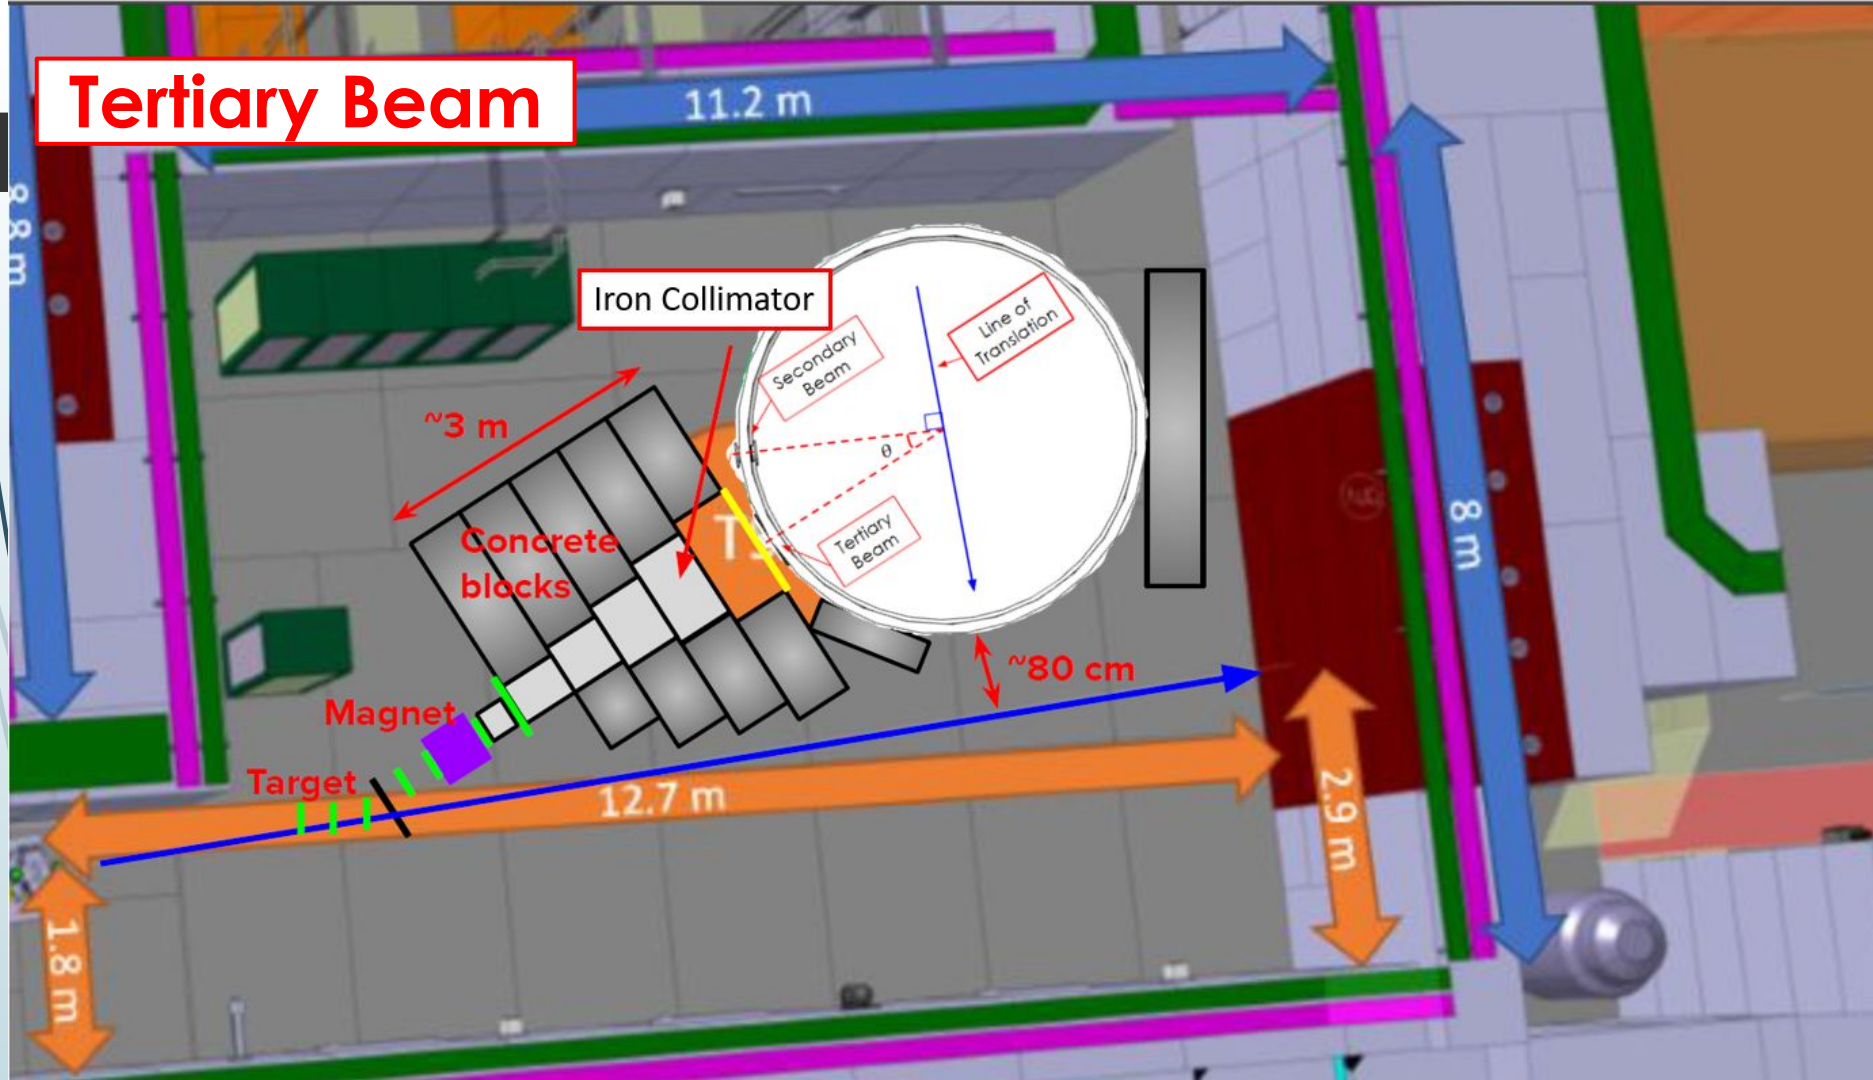 Tertiary Beam
11.2 m
8.8 m
Iron Collimator
Line of
Translation
Secondary
Beam
~3 m
θ
Concrete
blocks
Tertiary
Beam
8 m
~80 cm
Magnet
Target
12.7 m
2.9 m
1.8 m